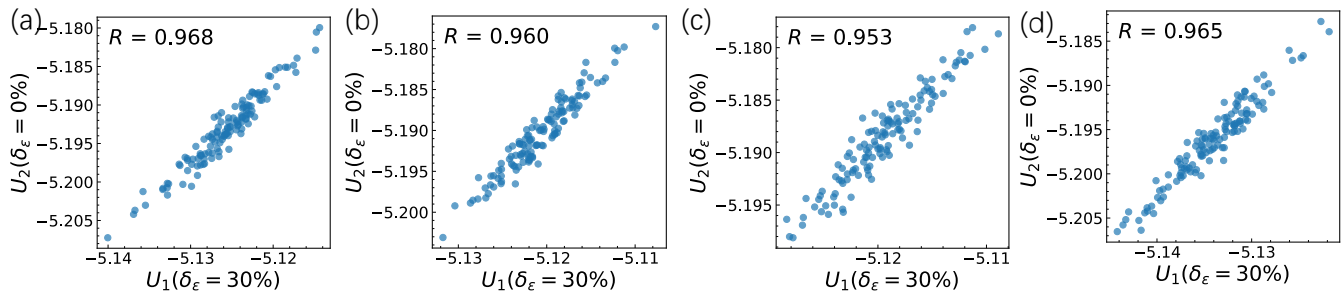 (a)
R = 0.968
−5.180
−5.185
−5.190
−5.195
−5.200
−5.205
U₂(δε = 0%)
−5.14
−5.13
−5.12
U₁(δε = 30%)
(b)
R = 0.960
−5.180
−5.185
−5.190
−5.195
−5.200
U₂(δε = 0%)
−5.13
−5.12
−5.11
U₁(δε = 30%)
(c)
R = 0.953
−5.180
−5.185
−5.190
−5.195
U₂(δε = 0%)
−5.12
−5.11
U₁(δε = 30%)
(d)
R = 0.965
−5.185
−5.190
−5.195
−5.200
−5.205
U₂(δε = 0%)
−5.14
−5.13
U₁(δε = 30%)